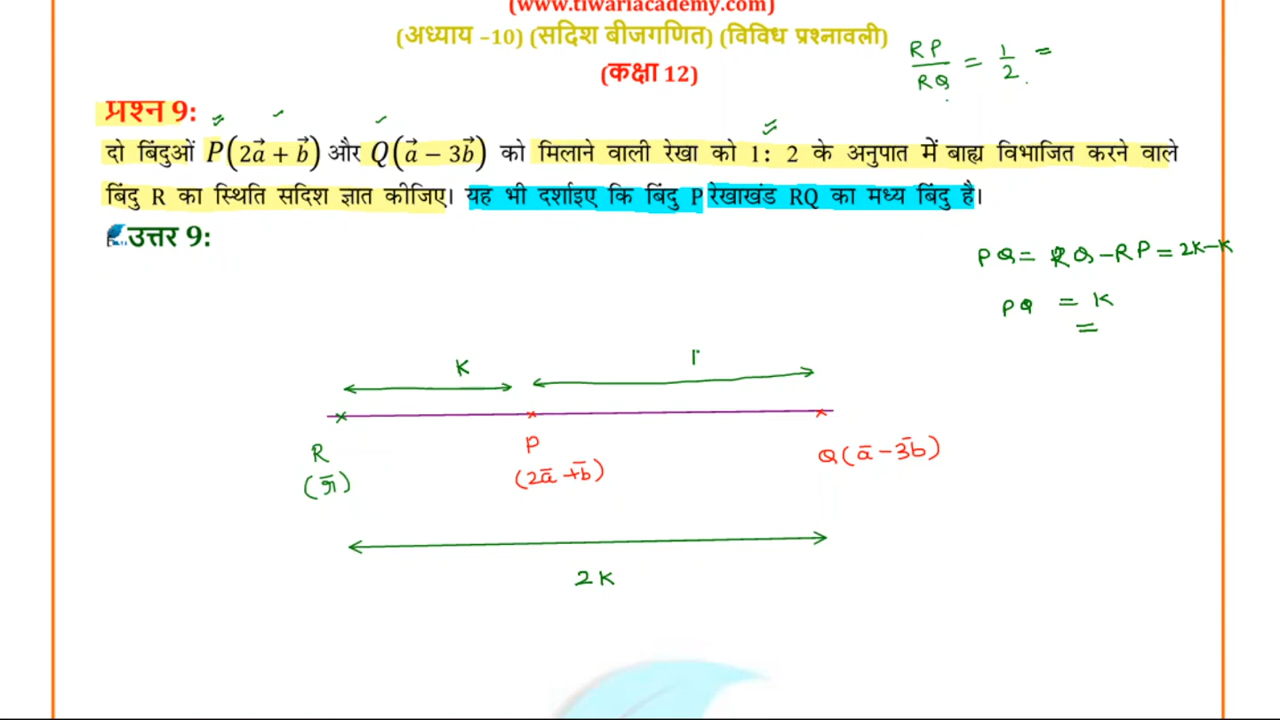 (www.tiwariacademy.com)
(अध्याय –10) (सदिश बीजगणित) (विविध प्रश्नावली)
(कक्षा 12)
RP/RQ = 1/2 =
प्रश्न 9:
दो बिंदुओं P(2a⃗ + b⃗) और Q(a⃗ − 3b⃗) को मिलाने वाली रेखा को 1: 2 के अनुपात में बाह्य विभाजित करने वाले
बिंदु R का स्थिति सदिश ज्ञात कीजिए। यह भी दर्शाइए कि बिंदु P रेखाखंड RQ का मध्य बिंदु है।
उत्तर 9:
PQ = RQ − RP = 2K − K
PQ = K
=
K
R
P
Q(a̅ − 3b̅)
(r̅)
(2a̅ + b̅)
2K